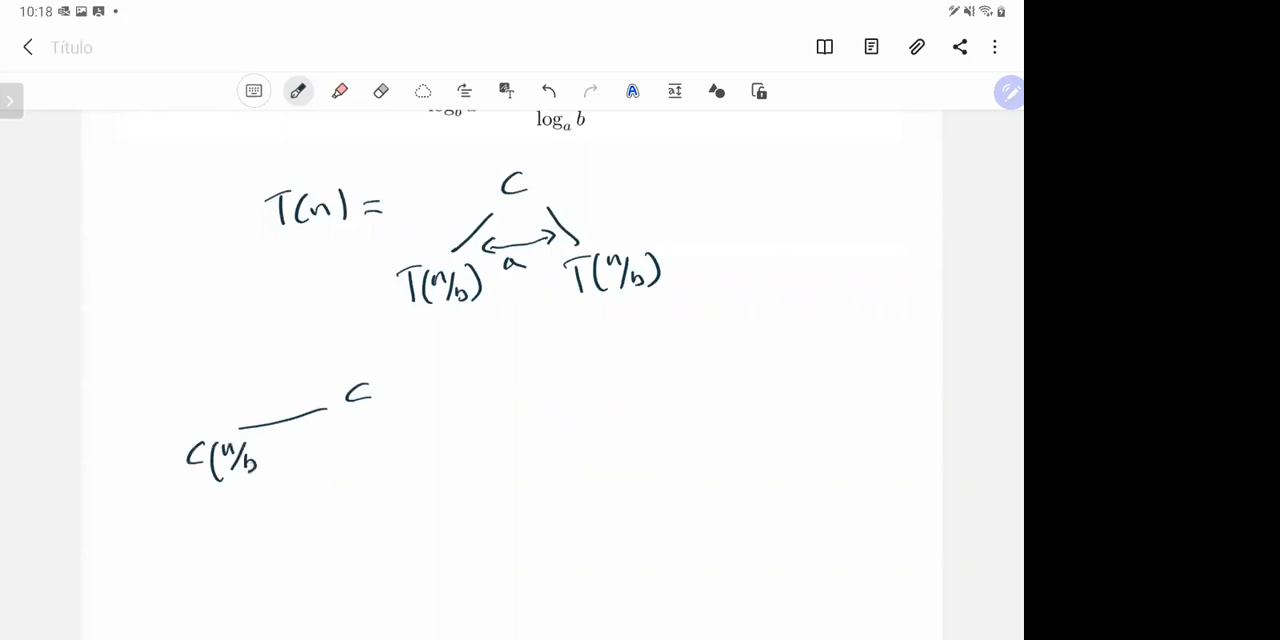 10:18
Título
log_a b
C
T(n) =
a
T(n/b) T(n/b)
C
C(n/b